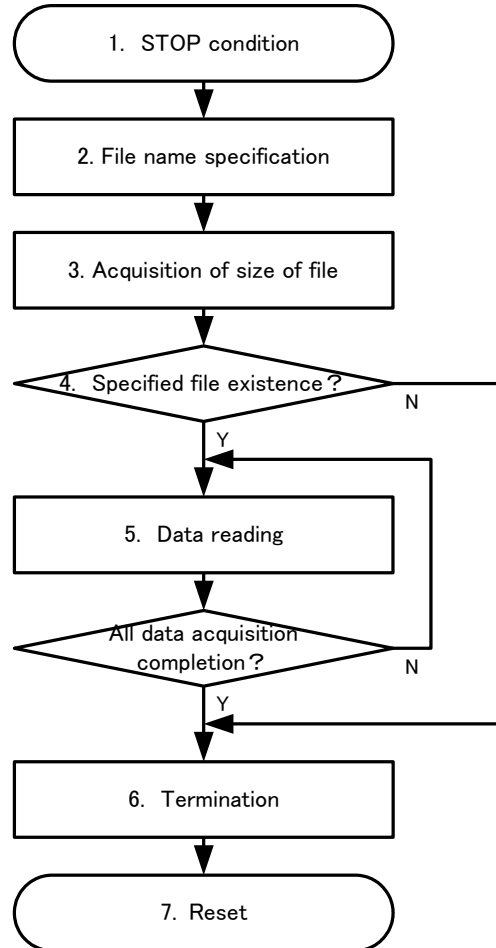 1. STOP condition
2. File name specification
3. Acquisition of size of file
4. Specified file existence？
N
Y
5. Data reading
All data acquisition
completion？
N
Y
6. Termination
7. Reset